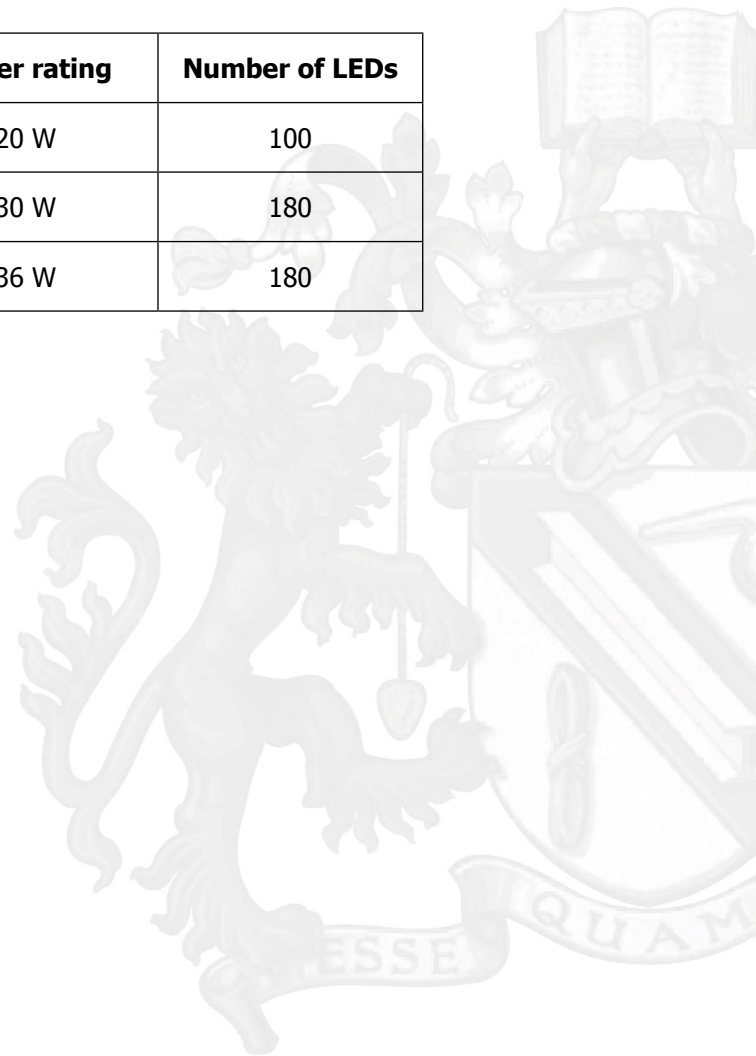 er rating Number of LEDs
20 W 100
30 W 180
36 W 180
ESSE QUAM